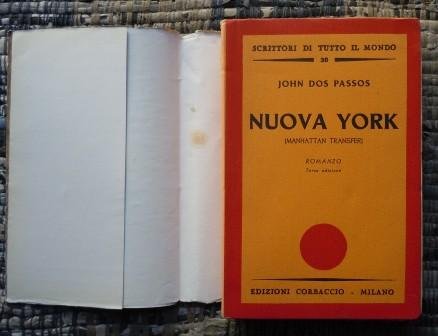 SCRITTORI DI TUTTO IL MONDO
30
JOHN DOS PASSOS
NUOVA YORK
(MANHATTAN TRANSFER)
ROMANZO
Terza edizione
EDIZIONI CORBACCIO - MILANO